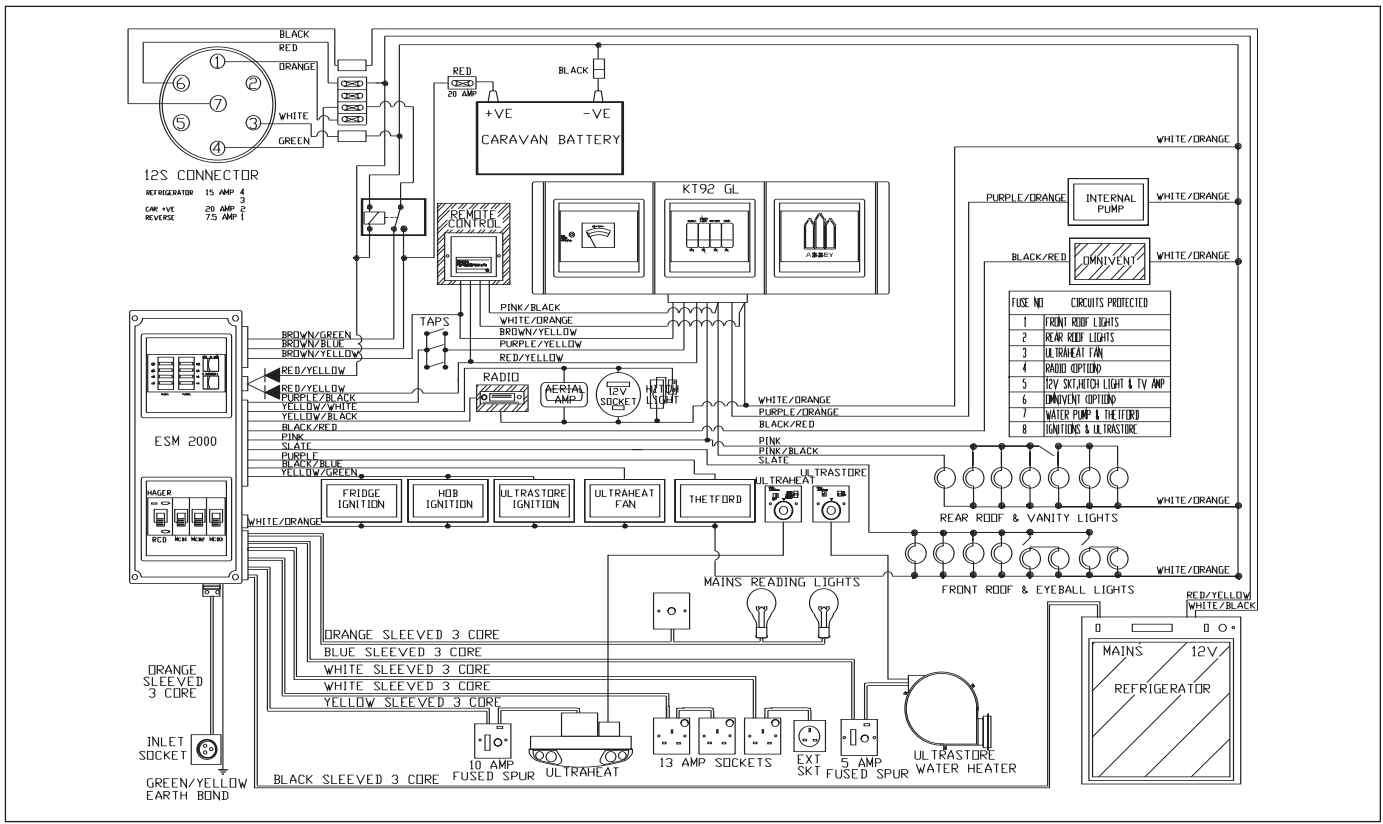 BLACK
RED
ORANGE
WHITE
GREEN
1
2
3
4
5
6
7
12S CONNECTOR
REFRIGERATOR 15 AMP 4
3
CAR +VE 20 AMP 2
REVERSE 7.5 AMP 1
RED
20 AMP
BLACK
+VE -VE
CARAVAN BATTERY
KT92 GL
ABBEY
REMOTE
CONTROL
WHITE/ORANGE
PURPLE/ORANGE
INTERNAL
PUMP
WHITE/ORANGE
BLACK/RED
OMNIVENT
WHITE/ORANGE
FUSE NO CIRCUITS PROTECTED
1 FRONT ROOF LIGHTS
2 REAR ROOF LIGHTS
3 ULTRAHEAT FAN
4 RADIO (OPTION)
5 12V SKT,HITCH LIGHT & TV AMP
6 OMNIVENT (OPTION)
7 WATER PUMP & THETFORD
8 IGNITIONS & ULTRASTORE
PINK/BLACK
WHITE/ORANGE
BROWN/YELLOW
PURPLE/YELLOW
RED/YELLOW
TAPS
BROWN/GREEN
BROWN/BLUE
BROWN/YELLOW
RED/YELLOW
RED/YELLOW
PURPLE/BLACK
YELLOW/WHITE
YELLOW/BLACK
BLACK/RED
PINK
SLATE
PURPLE
BLACK/BLUE
YELLOW/GREEN
WHITE/ORANGE
ESM 2000
HAGER
RCD MCB1 MCB2 MCB3
RADIO
AERIAL
AMP
12V
SOCKET
HITCH
LIGHT
WHITE/ORANGE
PURPLE/ORANGE
BLACK/RED
PINK
PINK/BLACK
SLATE
FRIDGE
IGNITION
HOB
IGNITION
ULTRASTORE
IGNITION
ULTRAHEAT
FAN
THETFORD
ULTRAHEAT
ULTRASTORE
WHITE/ORANGE
REAR ROOF & VANITY LIGHTS
WHITE/ORANGE
FRONT ROOF & EYEBALL LIGHTS
MAINS READING LIGHTS
RED/YELLOW
WHITE/BLACK
MAINS 12V
REFRIGERATOR
ORANGE SLEEVED 3 CORE
BLUE SLEEVED 3 CORE
WHITE SLEEVED 3 CORE
WHITE SLEEVED 3 CORE
YELLOW SLEEVED 3 CORE
ORANGE
SLEEVED
3 CORE
INLET
SOCKET
GREEN/YELLOW
EARTH BOND
BLACK SLEEVED 3 CORE
10 AMP
FUSED SPUR
ULTRAHEAT
13 AMP SOCKETS
EXT
SKT
5 AMP
FUSED SPUR
ULTRASTORE
WATER HEATER